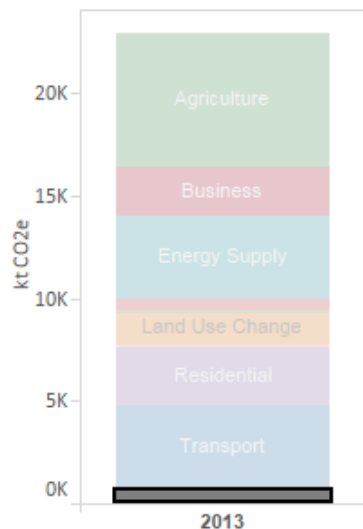 20K
Agriculture
15K
Business
Energy Supply
kt CO2e
10K
Land Use Change
Residential
5K
Transport
0K
2013